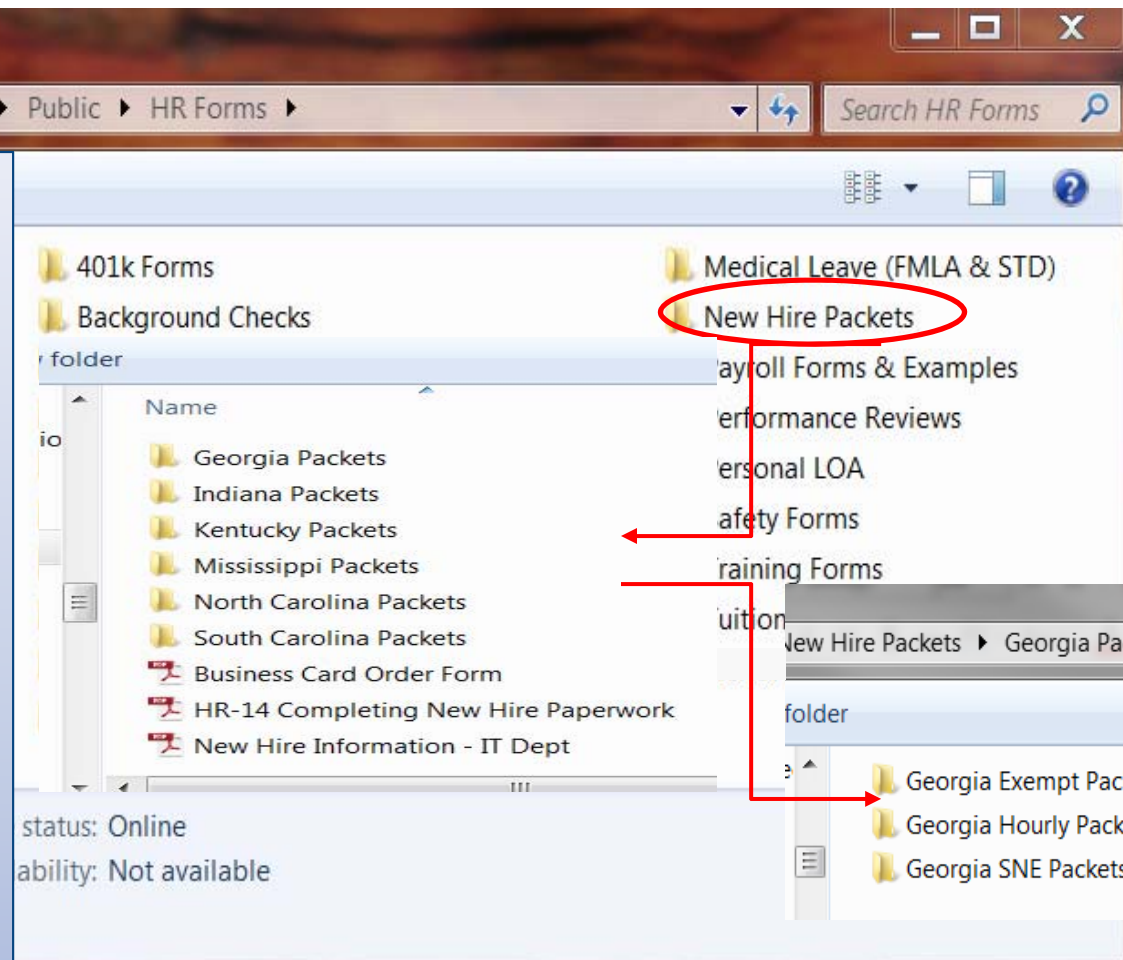 Public HR Forms
Search HR Forms
401k Forms
Background Checks
Medical Leave (FMLA & STD)
New Hire Packets
ayroll Forms & Examples
erformance Reviews
ersonal LOA
afety Forms
raining Forms
uition
folder
io
Name
Georgia Packets
Indiana Packets
Kentucky Packets
Mississippi Packets
North Carolina Packets
South Carolina Packets
Business Card Order Form
HR-14 Completing New Hire Paperwork
New Hire Information - IT Dept
New Hire Packets Georgia Pa
folder
e
Georgia Exempt Pac
Georgia Hourly Pack
Georgia SNE Packets
status: Online
ability: Not available